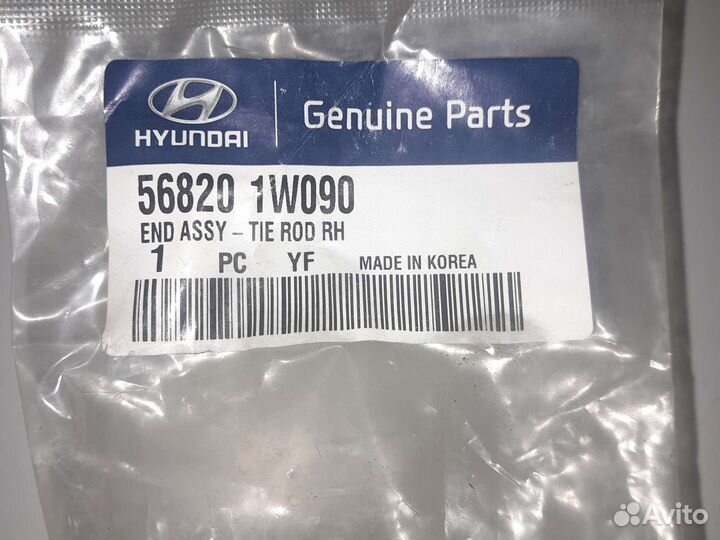 HYUNDAI
Genuine Parts
56820 1W090
END ASSY - TIE ROD RH
1 PC YF MADE IN KOREA
Avito